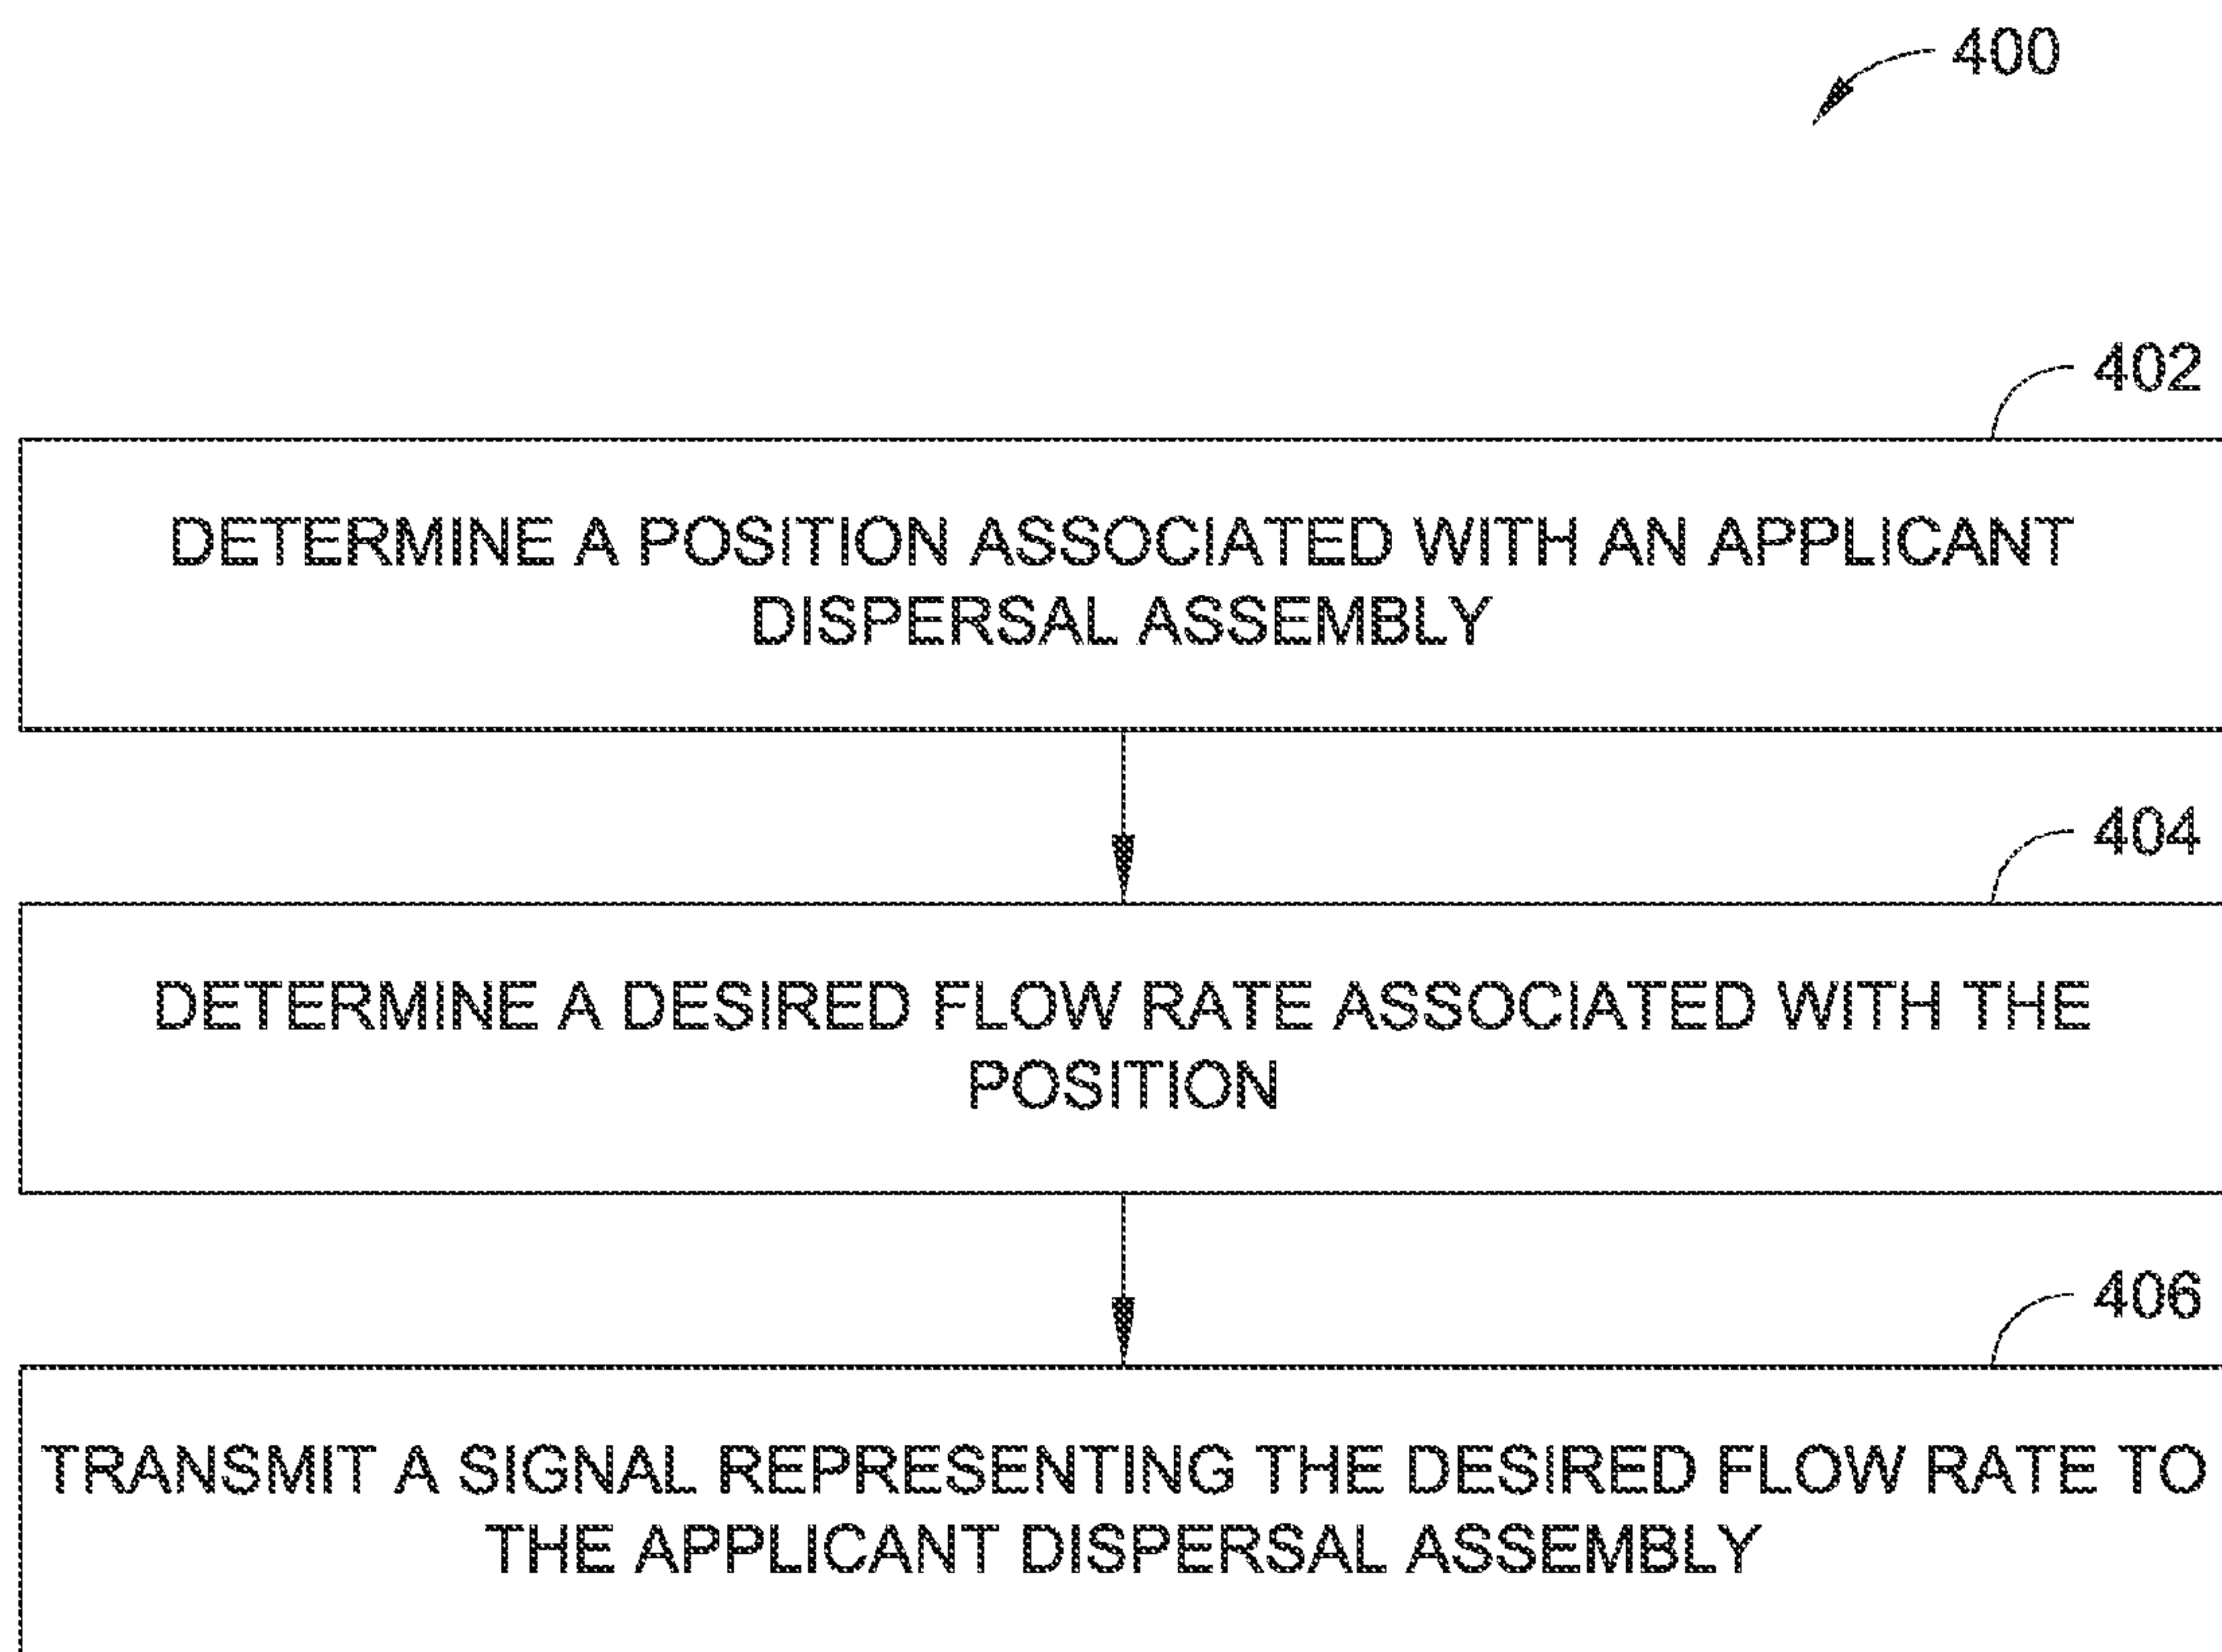 400
402
DETERMINE A POSITION ASSOCIATED WITH AN APPLICANT
DISPERSAL ASSEMBLY
404
DETERMINE A DESIRED FLOW RATE ASSOCIATED WITH THE
POSITION
406
TRANSMIT A SIGNAL REPRESENTING THE DESIRED FLOW RATE TO
THE APPLICANT DISPERSAL ASSEMBLY